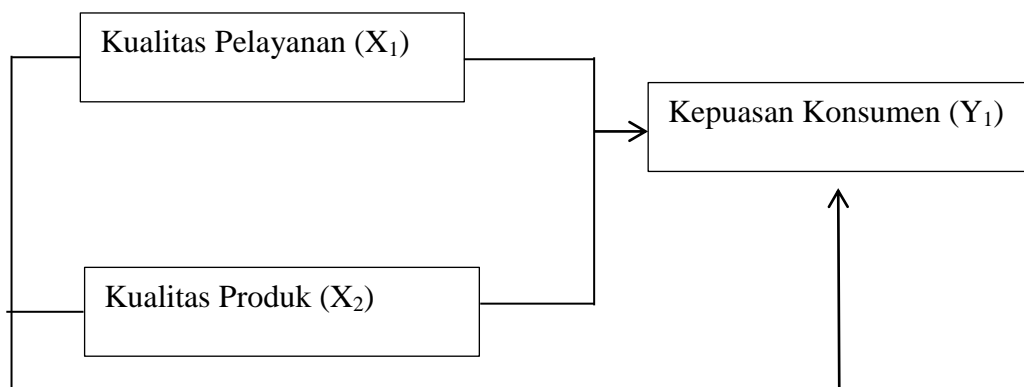 Kualitas Pelayanan (X₁)
Kepuasan Konsumen (Y₁)
Kualitas Produk (X₂)